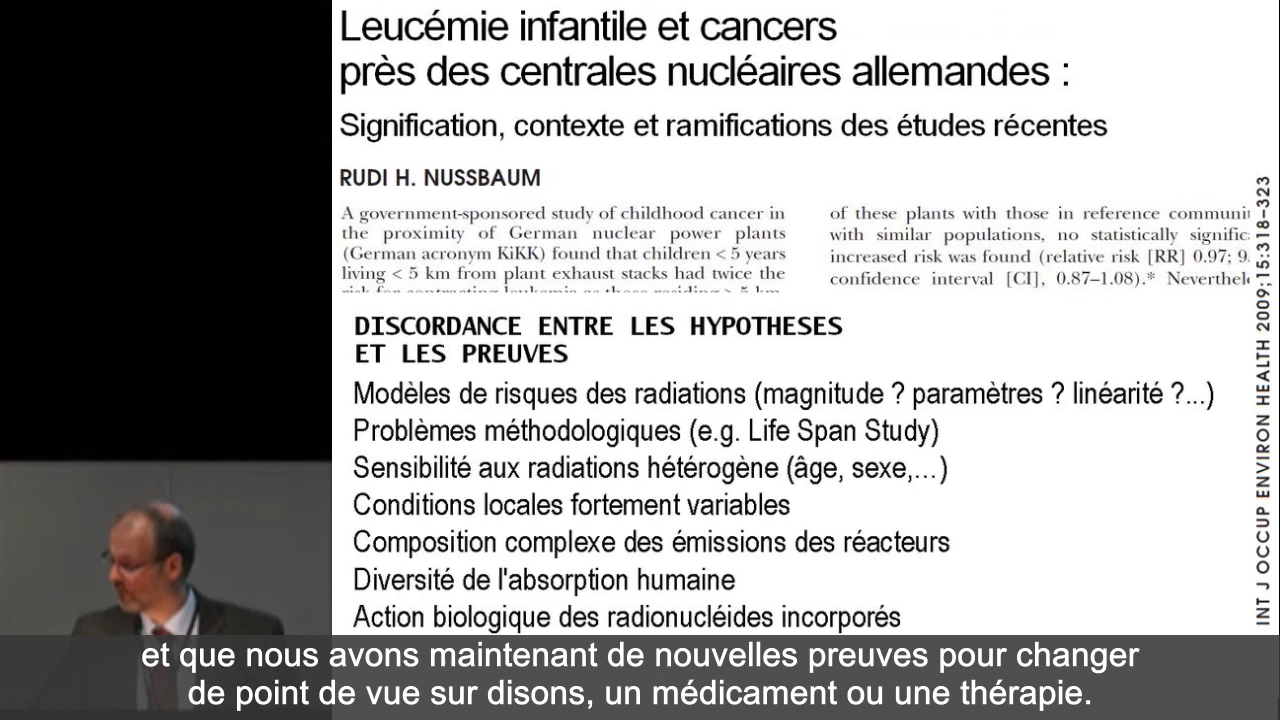 Leucémie infantile et cancers
près des centrales nucléaires allemandes :
Signification, contexte et ramifications des études récentes
RUDI H. NUSSBAUM
A government-sponsored study of childhood cancer in
the proximity of German nuclear power plants
(German acronym KiKK) found that children < 5 years
living < 5 km from plant exhaust stacks had twice the
of these plants with those in reference
with similar populations, no statistically
increased risk was found (relative risk [RR] 0.97;
confidence interval [CI], 0.87–1.08).*
INT J OCCUP ENVIRON HEALTH 2009;15:318–323
DISCORDANCE ENTRE LES HYPOTHESES
ET LES PREUVES
Modèles de risques des radiations (magnitude ? paramètres ? linéarité ?...)
Problèmes méthodologiques (e.g. Life Span Study)
Sensibilité aux radiations hétérogène (âge, sexe,...)
Conditions locales fortement variables
Composition complexe des émissions des réacteurs
Diversité de l'absorption humaine
Action biologique des radionucléides incorporés
et que nous avons maintenant de nouvelles preuves pour changer
de point de vue sur disons, un médicament ou une thérapie.